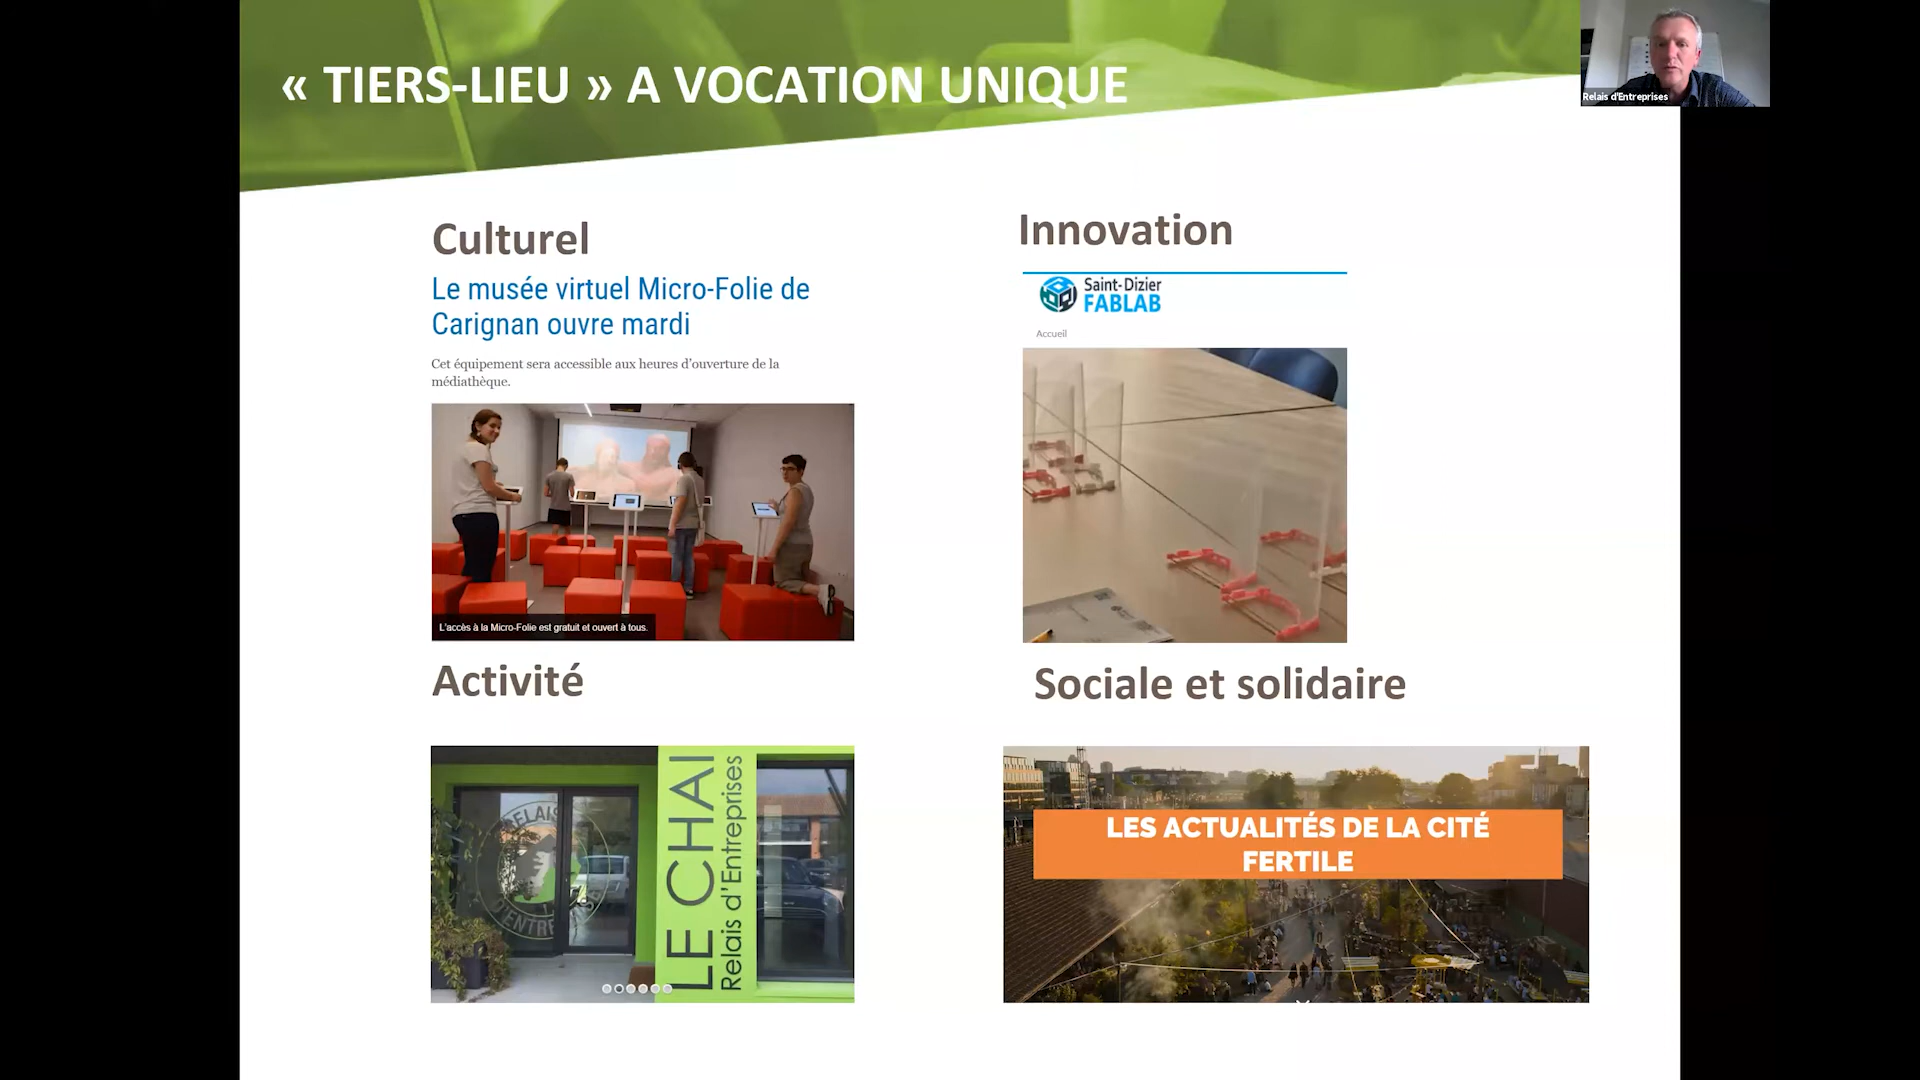 « TIERS-LIEU » A VOCATION UNIQUE
Relais d'Entreprises
Culturel
Le musée virtuel Micro-Folie de
Carignan ouvre mardi
Cet équipement sera accessible aux heures d'ouverture de la
médiathèque.
L'accès à la Micro-Folie est gratuit et ouvert à tous.
Innovation
Saint-Dizier
FABLAB
Accueil
Activité
RELAIS
D'ENTREPRISES
LE CHAI
Relais d'Entreprises
Sociale et solidaire
LES ACTUALITÉS DE LA CITÉ
FERTILE